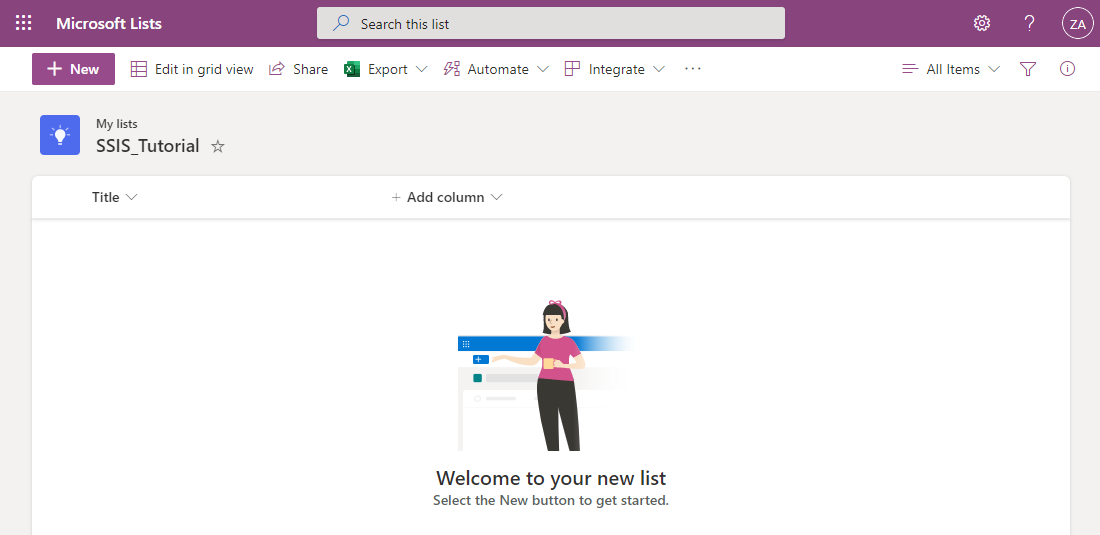 Microsoft Lists
Search this list
?
ZA
+ New
Edit in grid view
Share
Export
Automate
Integrate
...
All Items
My lists
SSIS_Tutorial
Title
+ Add column
Welcome to your new list
Select the New button to get started.